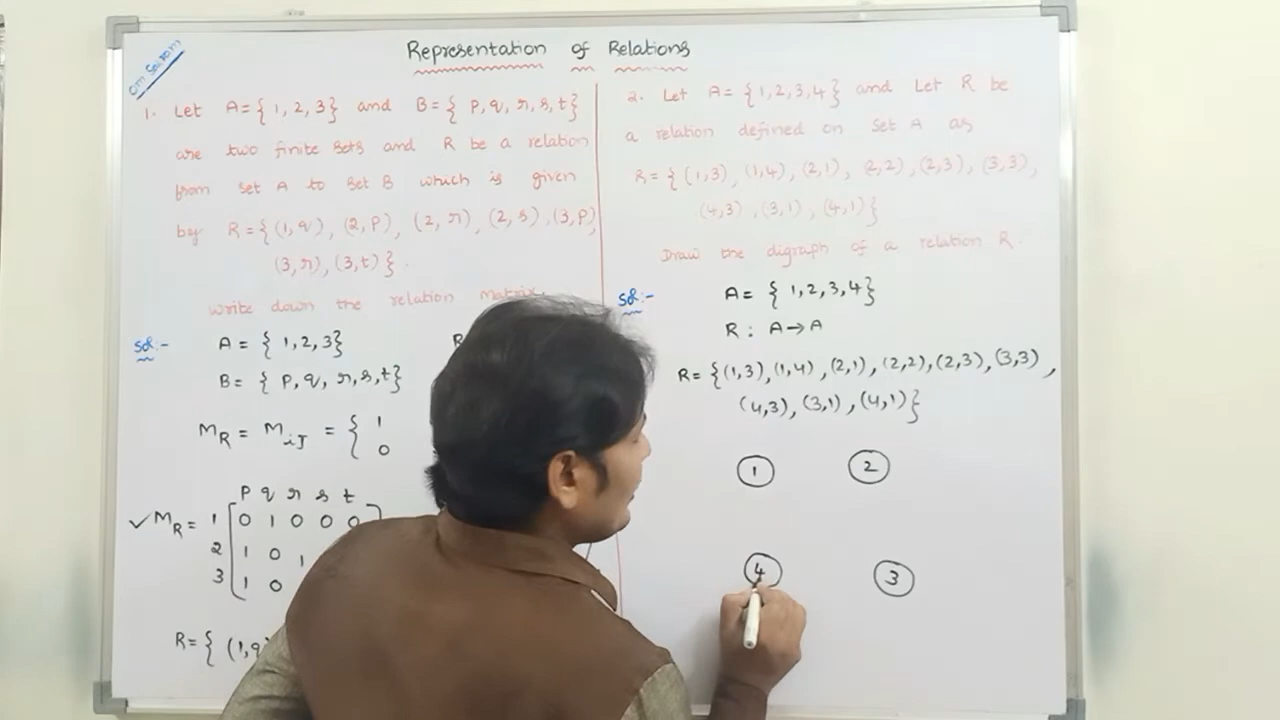 Om Sairam
Representation of Relations
1. Let A = { 1, 2, 3 } and B = { p, q, r, s, t }
are two finite sets and R be a relation
from set A to set B which is given
by R = { (1, q) , (2, p) , (2, r) , (2, s) , (3, p),
(3, r) , (3, t) } .
write down the relation matrix.
Sol:-
A = { 1, 2, 3 }
B = { p, q, r, s, t }
M_R = M_ij = { 1
0
p q r s t
✓ M_R = 1 [ 0 1 0 0 0 ]
2 1 0 1
3 1 0
R = { (1, q)
2. Let A = { 1, 2, 3, 4 } and Let R be
a relation defined on set A as
R = { (1,3) , (1,4) , (2,1) , (2,2) , (2,3) , (3,3) ,
(4,3) , (3,1) , (4,1) }
Draw the digraph of a relation R.
Sol:-
A = { 1, 2, 3, 4 }
R : A → A
R = { (1,3) , (1,4) , (2,1) , (2,2) , (2,3) , (3,3) ,
(4,3) , (3,1) , (4,1) }
1 2
4 3